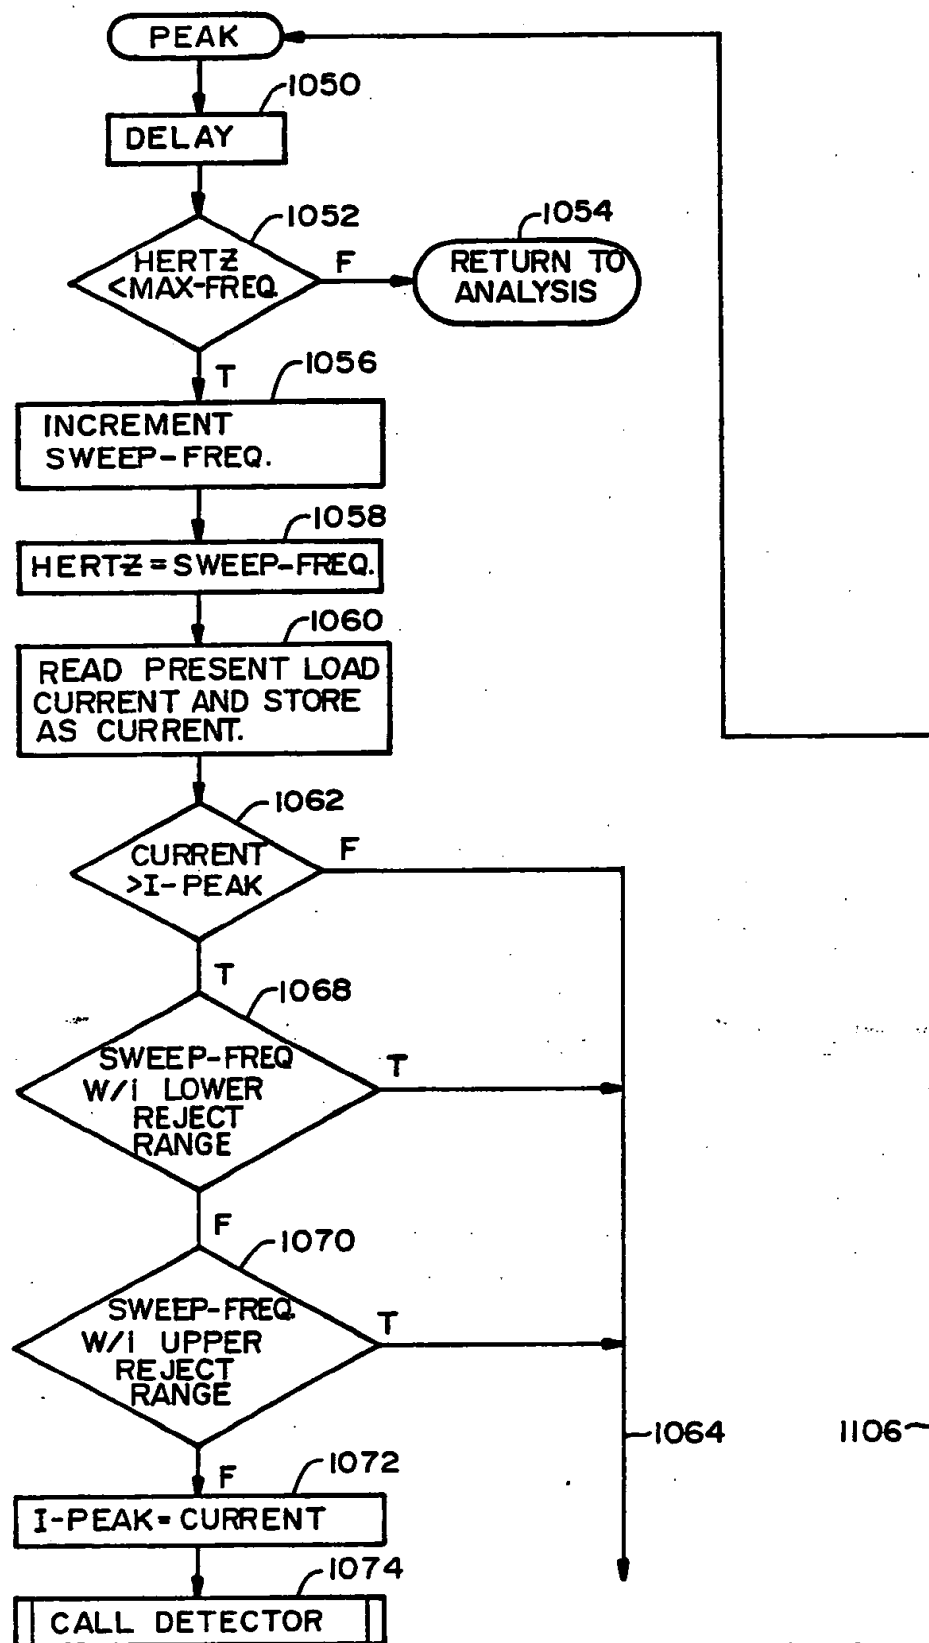 PEAK
1050
DELAY
1052
HERTZ
<MAX-FREQ.
F
1054
RETURN TO
ANALYSIS
T
1056
INCREMENT
SWEEP-FREQ.
1058
HERTZ=SWEEP-FREQ.
1060
READ PRESENT LOAD
CURRENT AND STORE
AS CURRENT.
1062
CURRENT
>I-PEAK
F
T
1068
SWEEP-FREQ
W/i LOWER
REJECT
RANGE
T
F
1070
SWEEP-FREQ.
W/i UPPER
REJECT
RANGE
T
1064
1106
F
1072
I-PEAK=CURRENT
1074
CALL DETECTOR